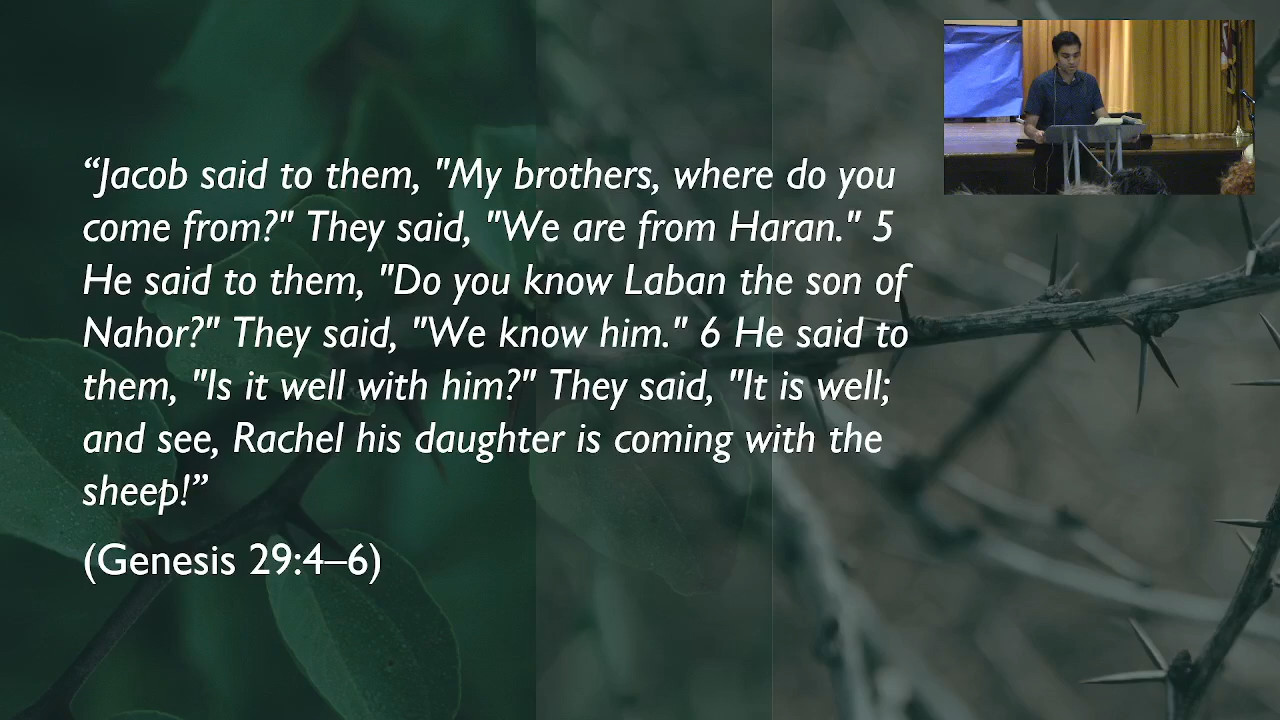 “Jacob said to them, "My brothers, where do you
come from?" They said, "We are from Haran." 5
He said to them, "Do you know Laban the son of
Nahor?" They said, "We know him." 6 He said to
them, "Is it well with him?" They said, "It is well;
and see, Rachel his daughter is coming with the
sheep!”
(Genesis 29:4–6)